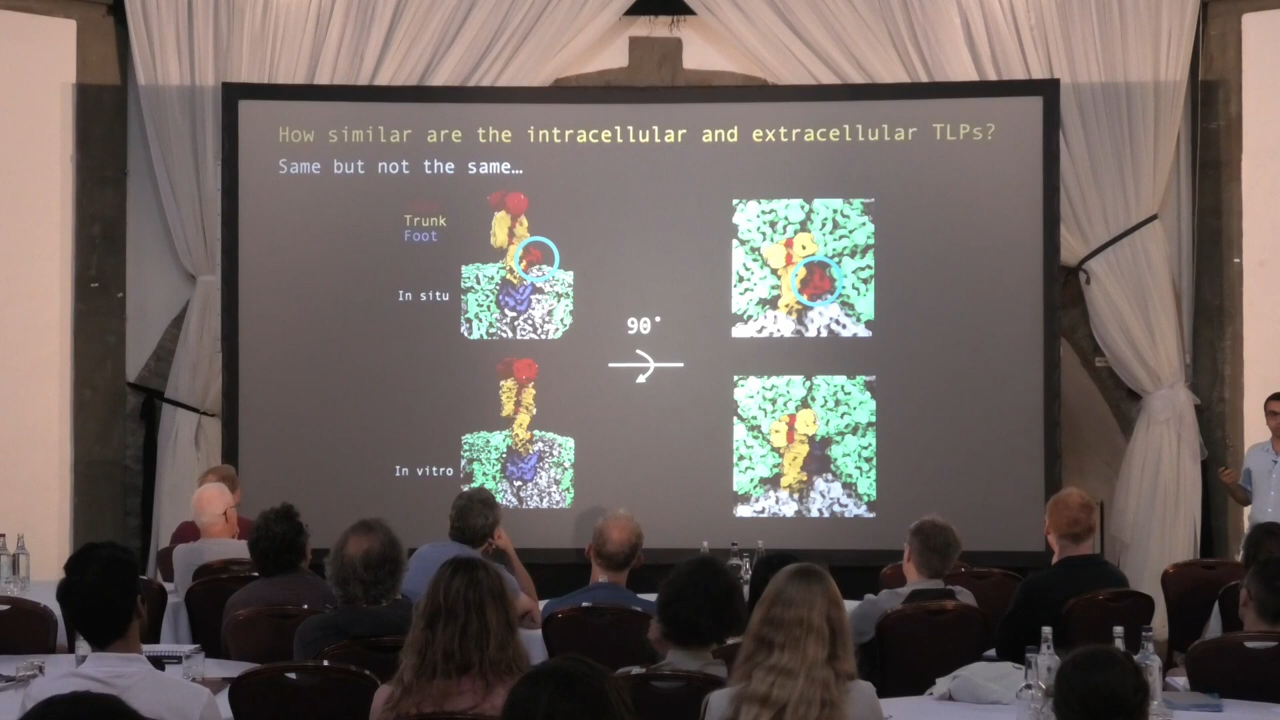 How similar are the intracellular and extracellular TLPs?
Same but not the same…
Trunk
Foot
In situ
90°
In vitro